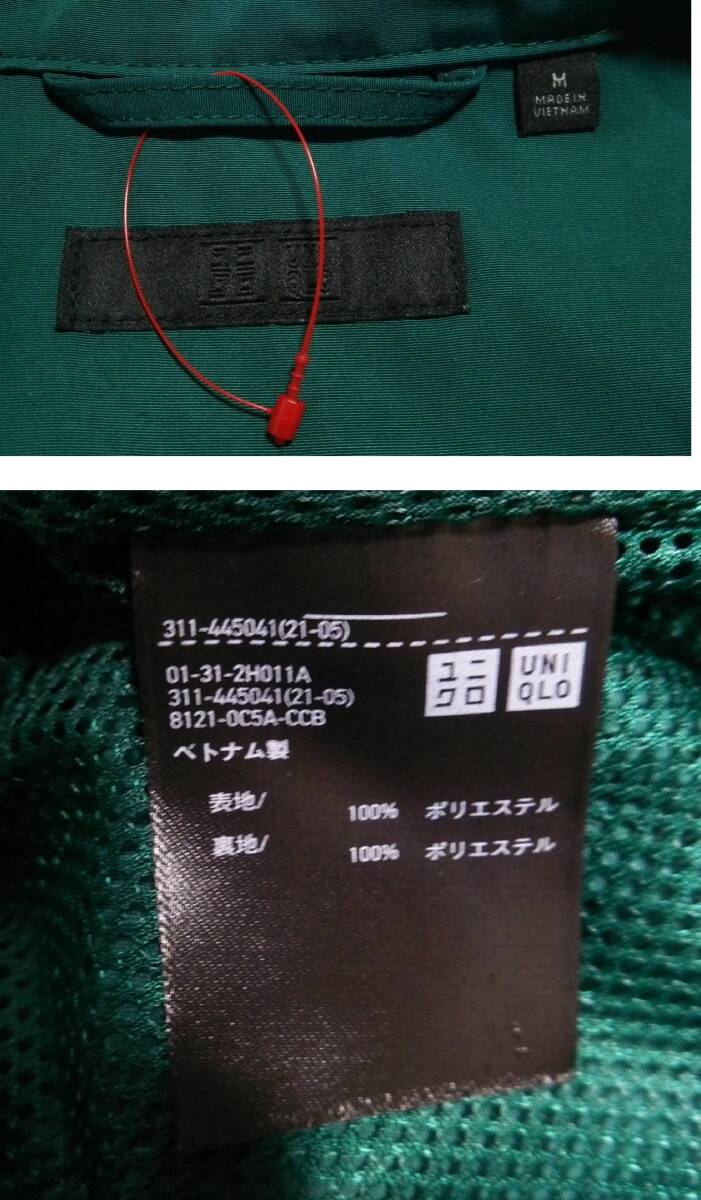 M
MADE IN
VIETNAM
311-445041(21-05)
01-31-2H011A
311-445041(21-05)
8121-0C5A-CCB
ユニ
クロ
UNI
QLO
ベトナム製
表地/ 100% ポリエステル
裏地/ 100% ポリエステル